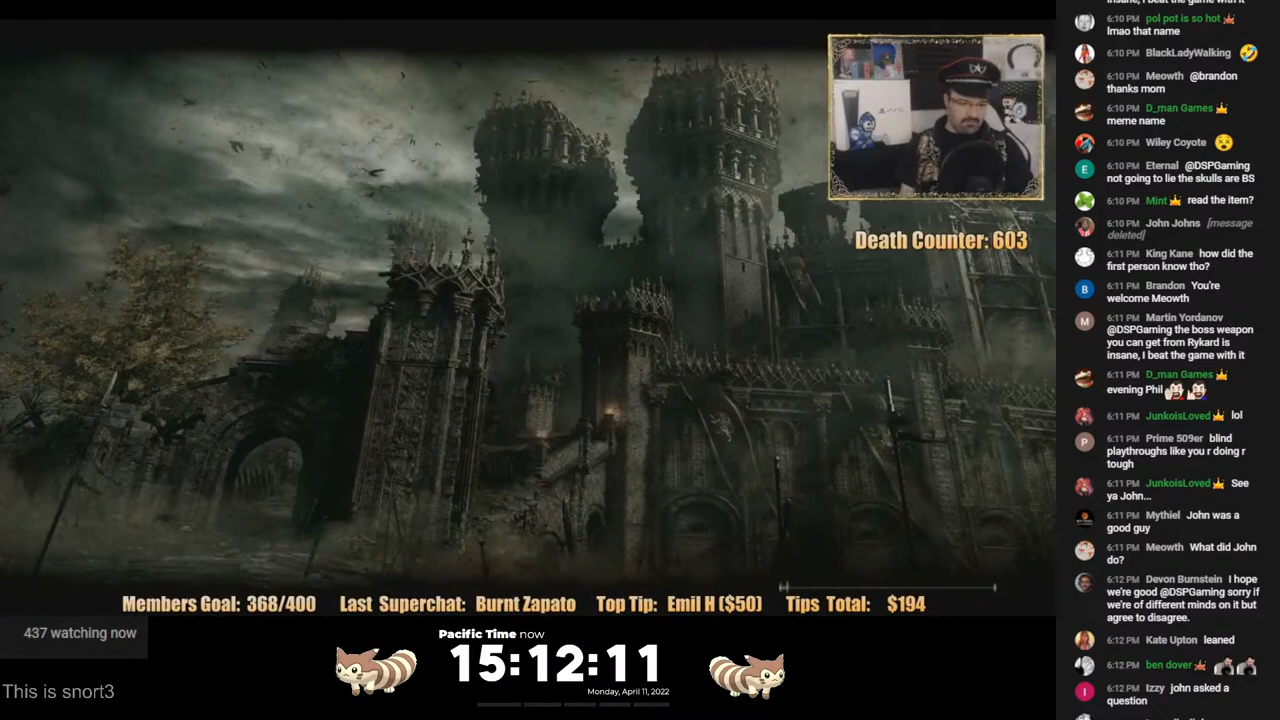 insane, I beat the game with it
6:10 PM pol pot is so hot
lmao that name
6:10 PM BlackLadyWalking
6:10 PM Meowth @brandon
thanks mom
6:10 PM D_man Games
meme name
6:10 PM Wiley Coyote
6:10 PM Eternal @DSPGaming
not going to lie the skulls are BS
6:10 PM Mint read the item?
6:10 PM John Johns [message
deleted]
6:11 PM King Kane how did the
first person know tho?
6:11 PM Brandon You're
welcome Meowth
6:11 PM Martin Yordanov
@DSPGaming the boss weapon
you can get from Rykard is
insane, I beat the game with it
6:11 PM D_man Games
evening Phil
6:11 PM JunkoisLoved lol
6:11 PM Prime 509er blind
playthroughs like you r doing r
tough
6:11 PM JunkoisLoved See
ya John...
6:11 PM Mythiel John was a
good guy
6:11 PM Meowth What did John
do?
6:12 PM Devon Burnstein I hope
we're good @DSPGaming sorry if
we're of different minds on it but
agree to disagree.
6:12 PM Kate Upton leaned
6:12 PM ben dover
6:12 PM Izzy john asked a
question
Death Counter: 603
Members Goal: 368/400 Last Superchat: Burnt Zapato Top Tip: Emil H ($50) Tips Total: $194
437 watching now
Pacific Time now
15:12:11
Monday, April 11, 2022
This is snort3